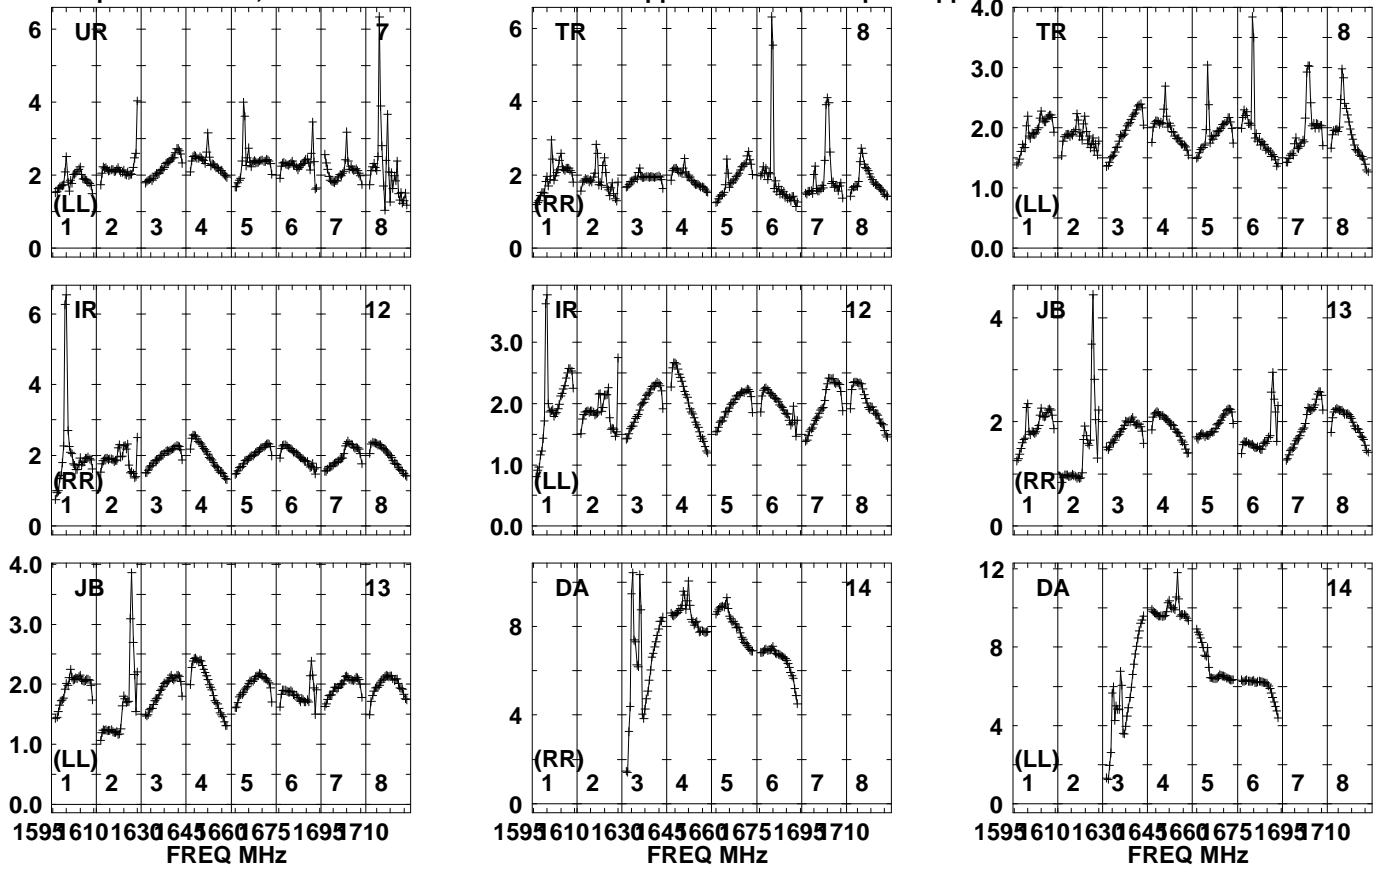 UR 7 TR 8 TR 8
6 6 4.0
4 4 3.0
2 2 2.0
1.0
(LL) (RR) (LL)
0 1 2 3 4 5 6 7 8 0 1 2 3 4 5 6 7 8 0.0 1 2 3 4 5 6 7 8
IR 12 IR 12 JB 13
6 4
4 3.0
2 2.0 2
1.0
(RR) (LL) (RR)
0 1 2 3 4 5 6 7 8 0.0 1 2 3 4 5 6 7 8 0 1 2 3 4 5 6 7 8
4.0 JB 13 DA 14 12 DA 14
3.0 8 8
2.0 4 4
1.0
(LL) (RR) (LL)
0.0 1 2 3 4 5 6 7 8 0 1 2 3 4 5 6 7 8 0 1 2 3 4 5 6 7 8
1595 1610 1630 1645 1660 1675 1695 1710 1595 1610 1630 1645 1660 1675 1695 1710 1595 1610 1630 1645 1660 1675 1695 1710
FREQ MHz FREQ MHz FREQ MHz